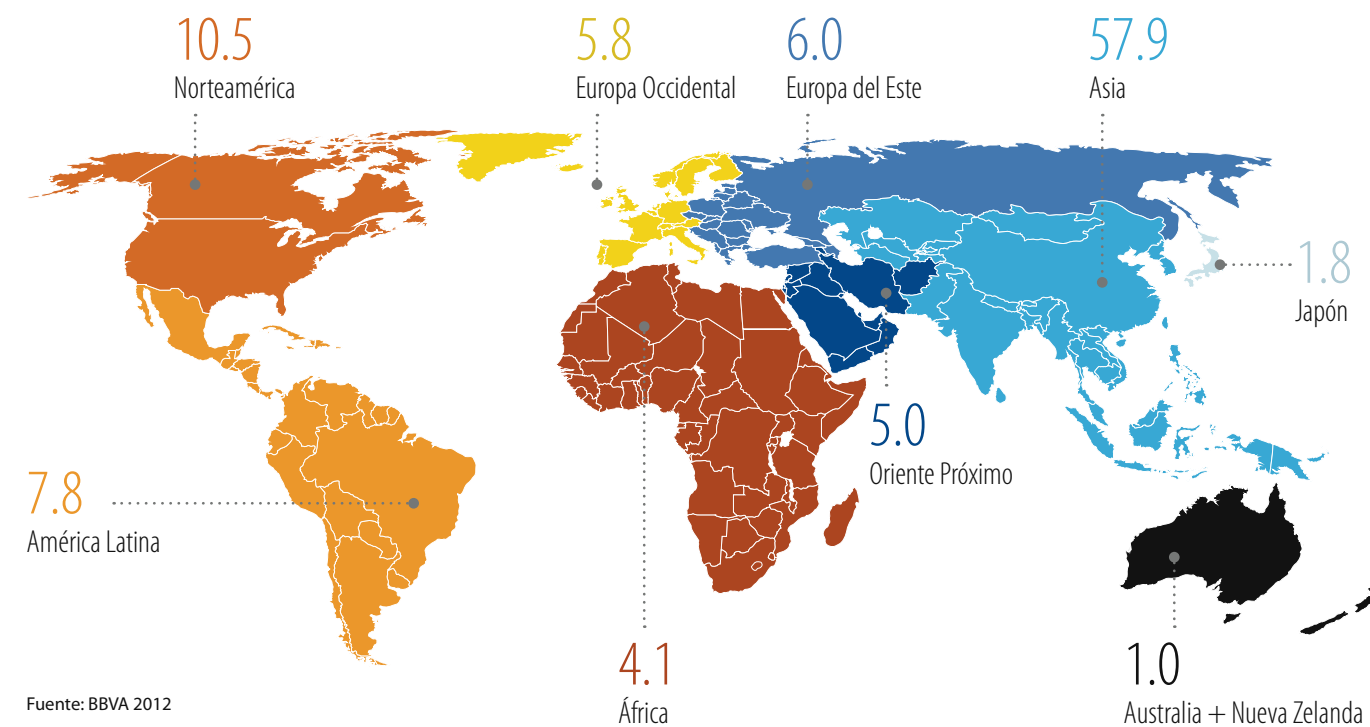 10.5
Norteamérica
5.8
Europa Occidental
6.0
Europa del Este
57.9
Asia
1.8
Japón
5.0
Oriente Próximo
7.8
América Latina
4.1
África
1.0
Australia + Nueva Zelanda
Fuente: BBVA 2012